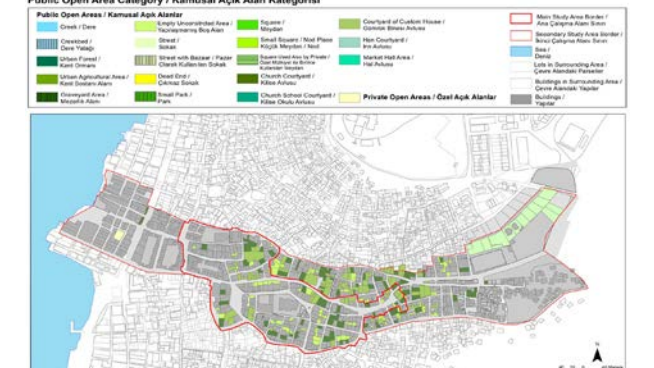 Public Open Area Category / Kamusal Açık Alan Kategorisi
Public Open Areas / Kamusal Açık Alanlar
Creek / Dere
Creekbed /
Dere Yatağı
Urban Forest /
Kent Ormanı
Urban Agricultural Area /
Kent Bostanı Alanı
Graveyard Area /
Mezarlık Alanı
Empty Unconstructed Area /
Yapılaşmamış Boş Alan
Street /
Sokak
Street with Bazaar / Pazar
Olarak Kullanılan Sokak
Dead End /
Çıkmaz Sokak
Small Park /
Park
Square /
Meydan
Small Square / Nod Place
Küçük Meydan / Nod
Square Used Also by Private /
Church Courtyard /
Kilise Avlusu
Church School Courtyard /
Kilise Okulu Avlusu
Courtyard of Custom House /
Gümrük Binası Avlusu
Han Courtyard /
Han Avlusu
Market Hall Area /
Hal Avlusu
Private Open Areas / Özel Açık Alanlar
Main Study Area Border /
Ana Çalışma Alanı Sınırı
Secondary Study Area Border /
İkincil Çalışma Alanı Sınırı
Sea /
Deniz
Lots in Surrounding Area /
Çevre Alandaki Parseller
Buildings in Surrounding Area /
Çevre Alandaki Yapılar
Buildings /
Yapılar
N